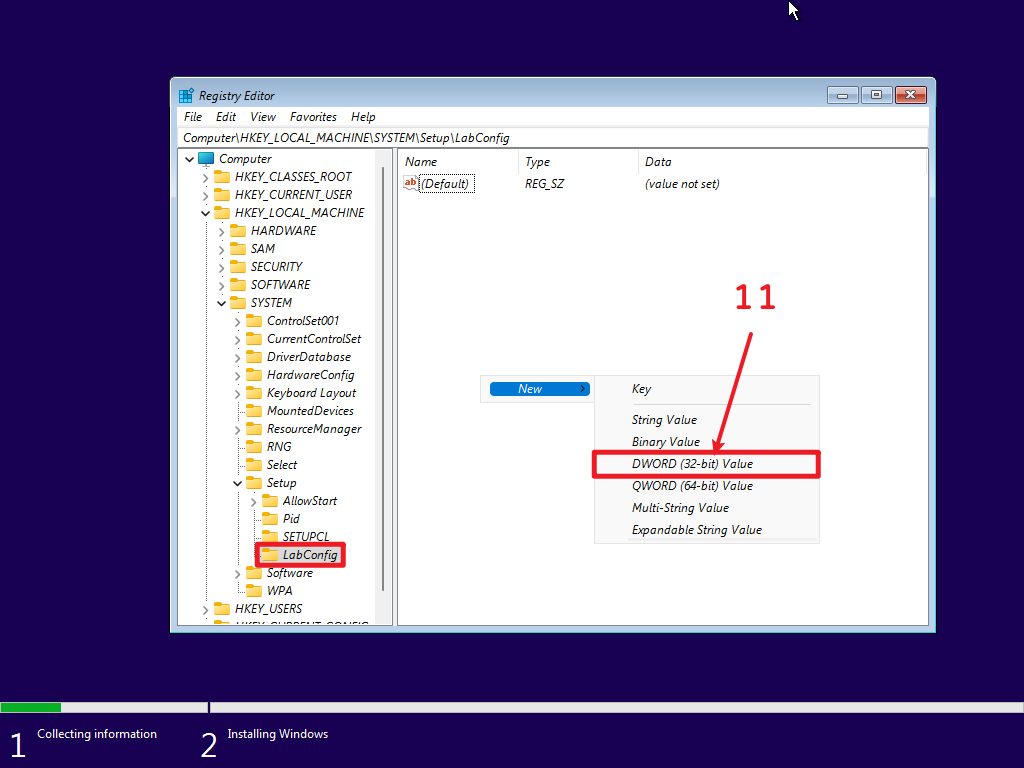 Registry Editor
File Edit View Favorites Help
Computer\HKEY_LOCAL_MACHINE\SYSTEM\Setup\LabConfig
Computer
HKEY_CLASSES_ROOT
HKEY_CURRENT_USER
HKEY_LOCAL_MACHINE
HARDWARE
SAM
SECURITY
SOFTWARE
SYSTEM
ControlSet001
CurrentControlSet
DriverDatabase
HardwareConfig
Keyboard Layout
MountedDevices
ResourceManager
RNG
Select
Setup
AllowStart
Pid
SETUPCL
LabConfig
Software
WPA
HKEY_USERS
HKEY_CURRENT_CONFIG
Name Type Data
ab (Default) REG_SZ (value not set)
11
New
Key
String Value
Binary Value
DWORD (32-bit) Value
QWORD (64-bit) Value
Multi-String Value
Expandable String Value
1 Collecting information
2 Installing Windows